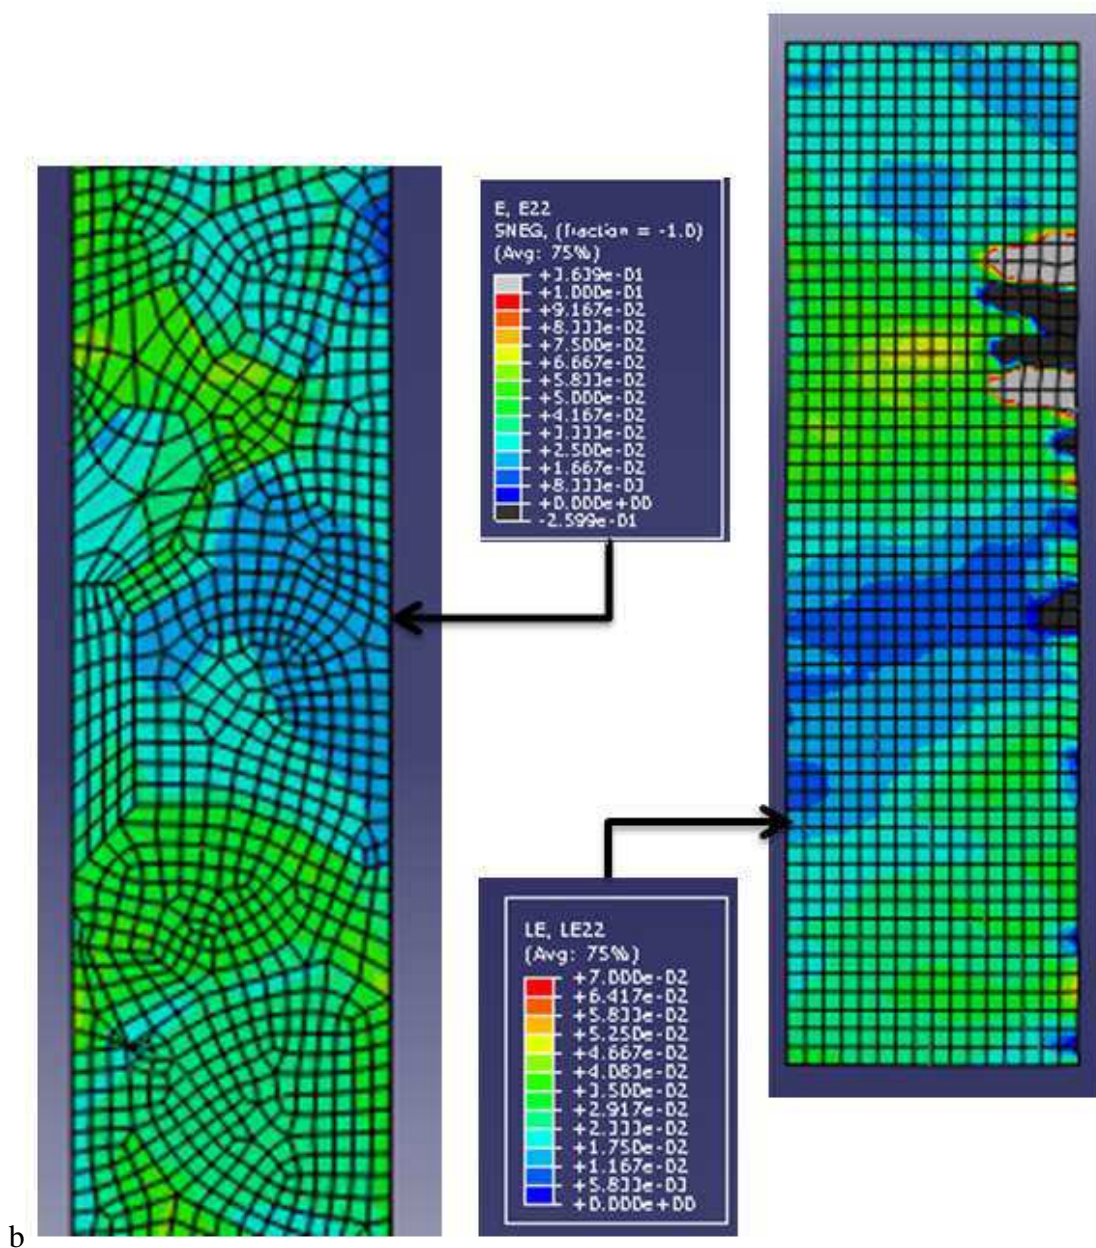 E, E22
SNEG, (fraction = -1.0)
(Avg: 75%)
+3.639e-01
+1.000e-01
+9.167e-02
+8.333e-02
+7.500e-02
+6.667e-02
+5.833e-02
+5.000e-02
+4.167e-02
+3.333e-02
+2.500e-02
+1.667e-02
+8.333e-03
+0.000e+00
-2.599e-01
LE, LE22
(Avg: 75%)
+7.000e-02
+6.417e-02
+5.833e-02
+5.250e-02
+4.667e-02
+4.083e-02
+3.500e-02
+2.917e-02
+2.333e-02
+1.750e-02
+1.167e-02
+5.833e-03
+0.000e+00
b